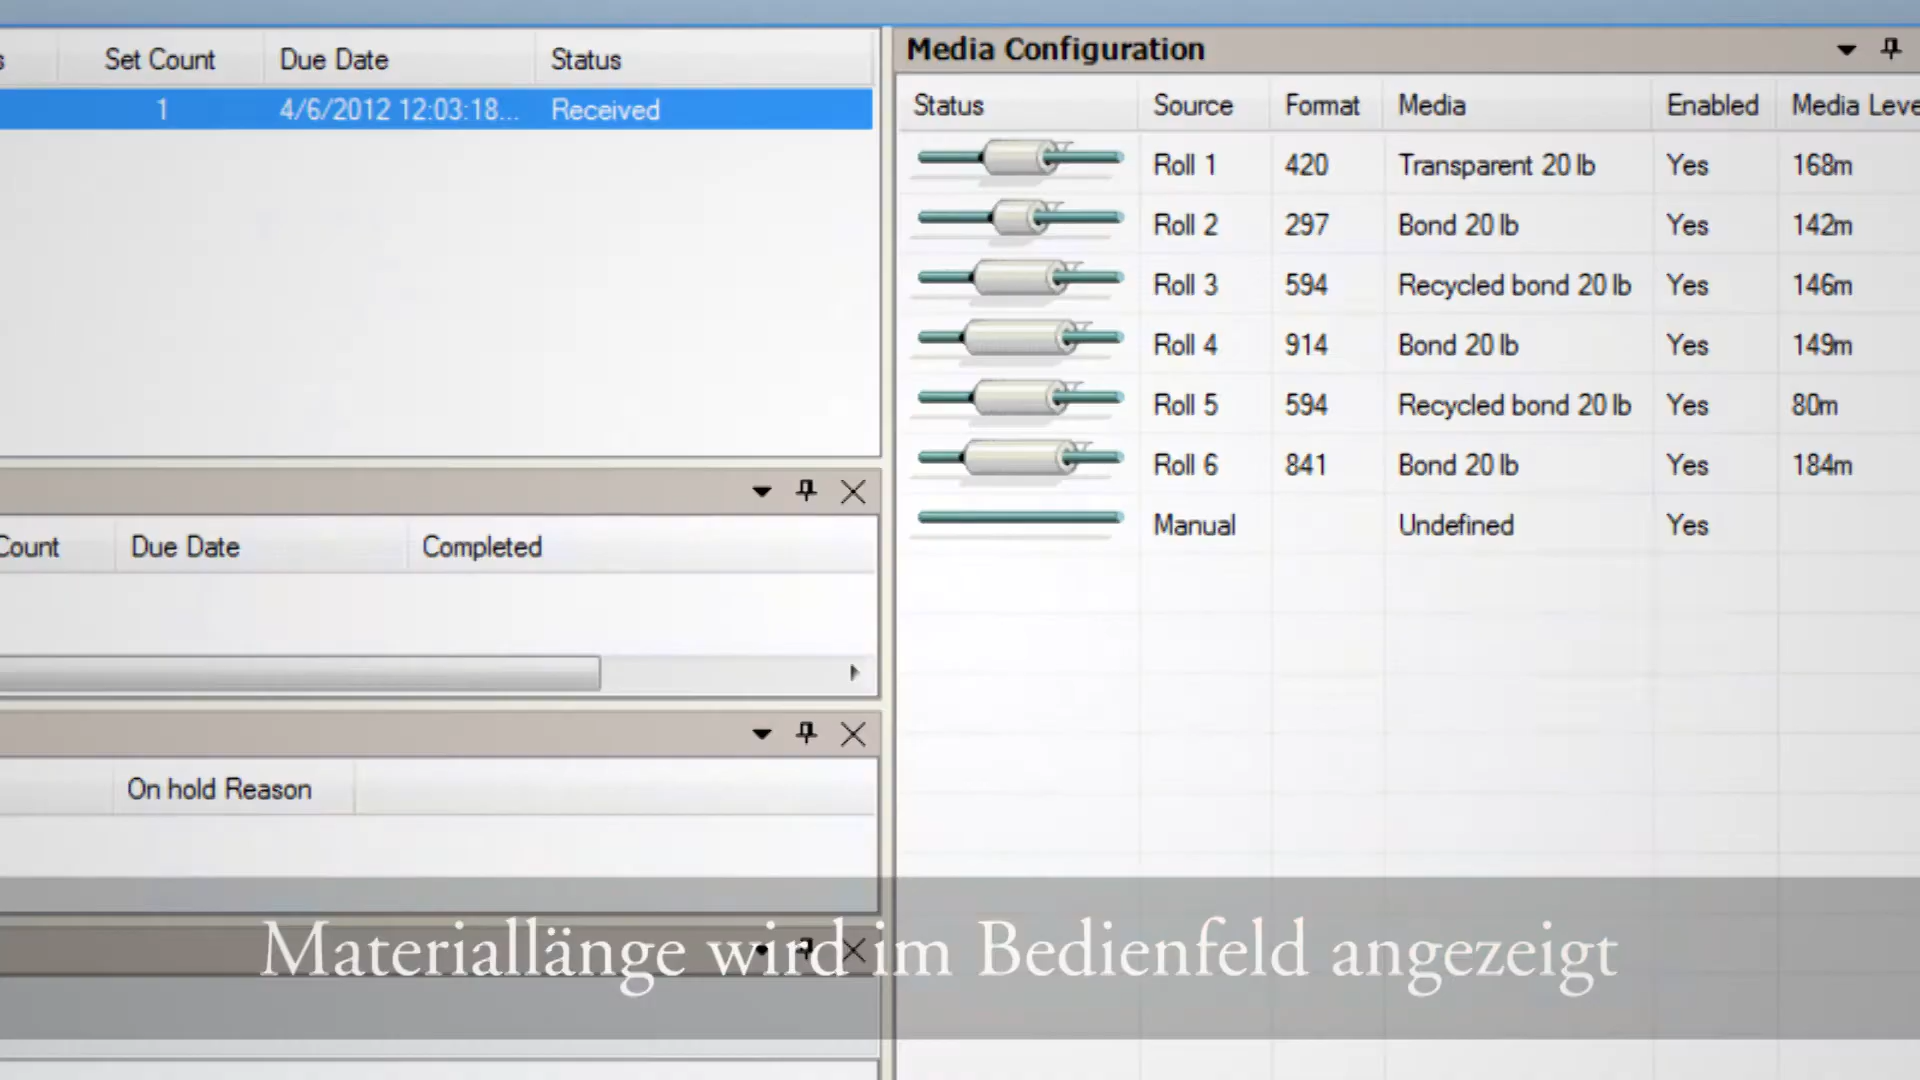 Set Count Due Date Status
1 4/6/2012 12:03:18... Received
Count Due Date Completed
On hold Reason
Media Configuration
Status Source Format Media Enabled Media Leve
Roll 1 420 Transparent 20 lb Yes 168m
Roll 2 297 Bond 20 lb Yes 142m
Roll 3 594 Recycled bond 20 lb Yes 146m
Roll 4 914 Bond 20 lb Yes 149m
Roll 5 594 Recycled bond 20 lb Yes 80m
Roll 6 841 Bond 20 lb Yes 184m
Manual Undefined Yes
Materiallänge wird im Bedienfeld angezeigt